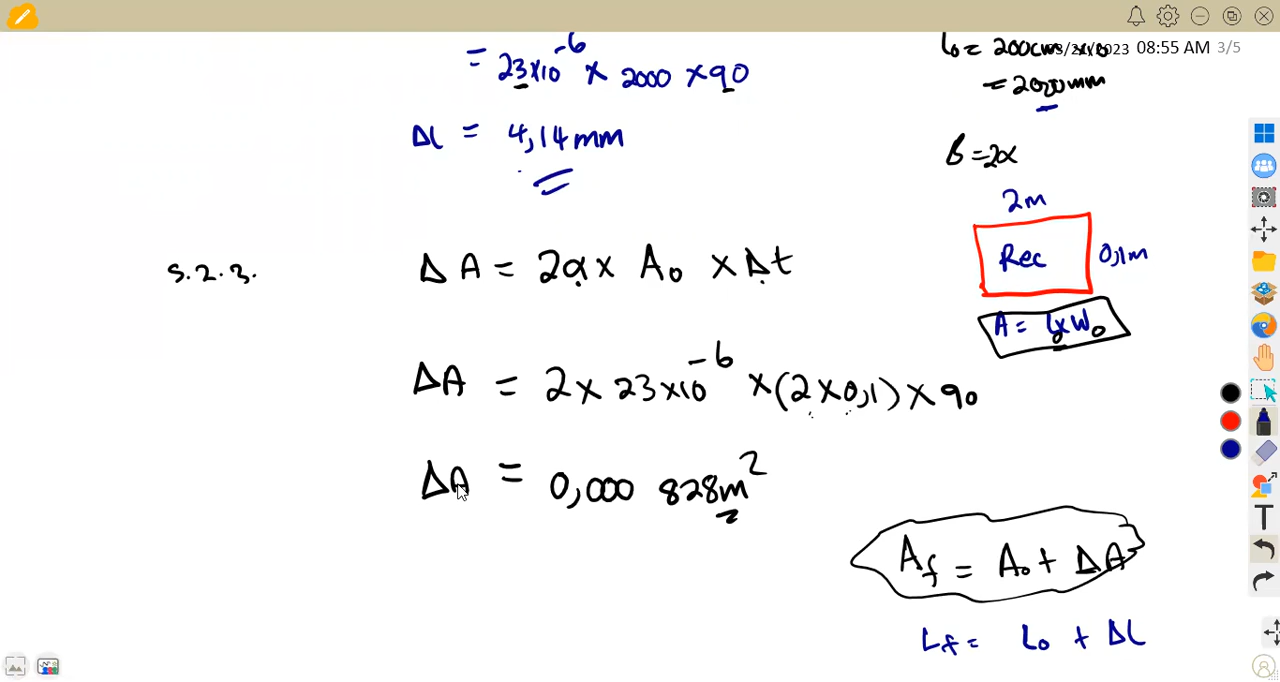 08:55 AM 3/5
= 23x10⁻⁶ x 2000 x 90
l₀ = 200cm x10
= 2000mm
Δl = 4,14mm
β = 2α
2m
Rec 0,1m
A = lxW₀
5.2.3. ΔA = 2α x A₀ x Δt
ΔA = 2 x 23x10⁻⁶ x (2 x 0,1) x 90
ΔA = 0,000 828m²
A_f = A₀ + ΔA
L_f = L₀ + ΔL
T